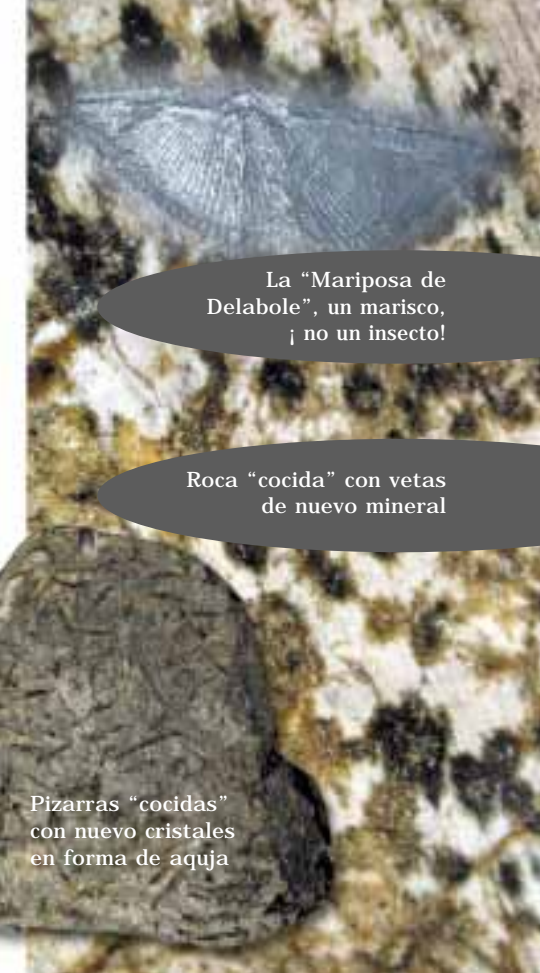 La “Mariposa de
Delabole”, un marisco,
¡ no un insecto!
Roca “cocida” con vetas
de nuevo mineral
Pizarras “cocidas”
con nuevo cristales
en forma de aquja